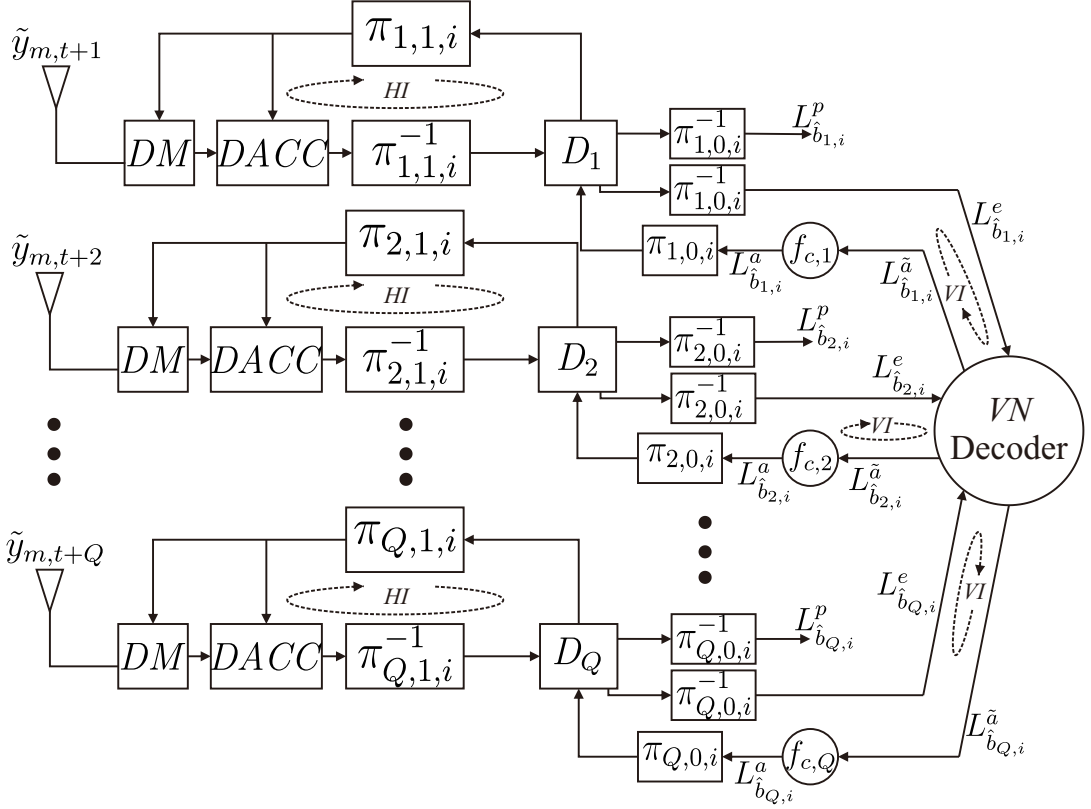 ỹ_{m,t+1}
π_{1,1,i}
HI
DM
DACC
π^{-1}_{1,1,i}
D_1
π^{-1}_{1,0,i}
L^p_{b̂_{1,i}}
π^{-1}_{1,0,i}
L^e_{b̂_{1,i}}
π_{1,0,i}
L^a_{b̂_{1,i}}
f_{c,1}
L^ã_{b̂_{1,i}}
VI
ỹ_{m,t+2}
π_{2,1,i}
HI
DM
DACC
π^{-1}_{2,1,i}
D_2
π^{-1}_{2,0,i}
L^p_{b̂_{2,i}}
π^{-1}_{2,0,i}
L^e_{b̂_{2,i}}
VI
π_{2,0,i}
L^a_{b̂_{2,i}}
f_{c,2}
L^ã_{b̂_{2,i}}
VN
Decoder
ỹ_{m,t+Q}
π_{Q,1,i}
HI
DM
DACC
π^{-1}_{Q,1,i}
D_Q
π^{-1}_{Q,0,i}
L^p_{b̂_{Q,i}}
π^{-1}_{Q,0,i}
L^e_{b̂_{Q,i}}
VI
π_{Q,0,i}
L^a_{b̂_{Q,i}}
f_{c,Q}
L^ã_{b̂_{Q,i}}